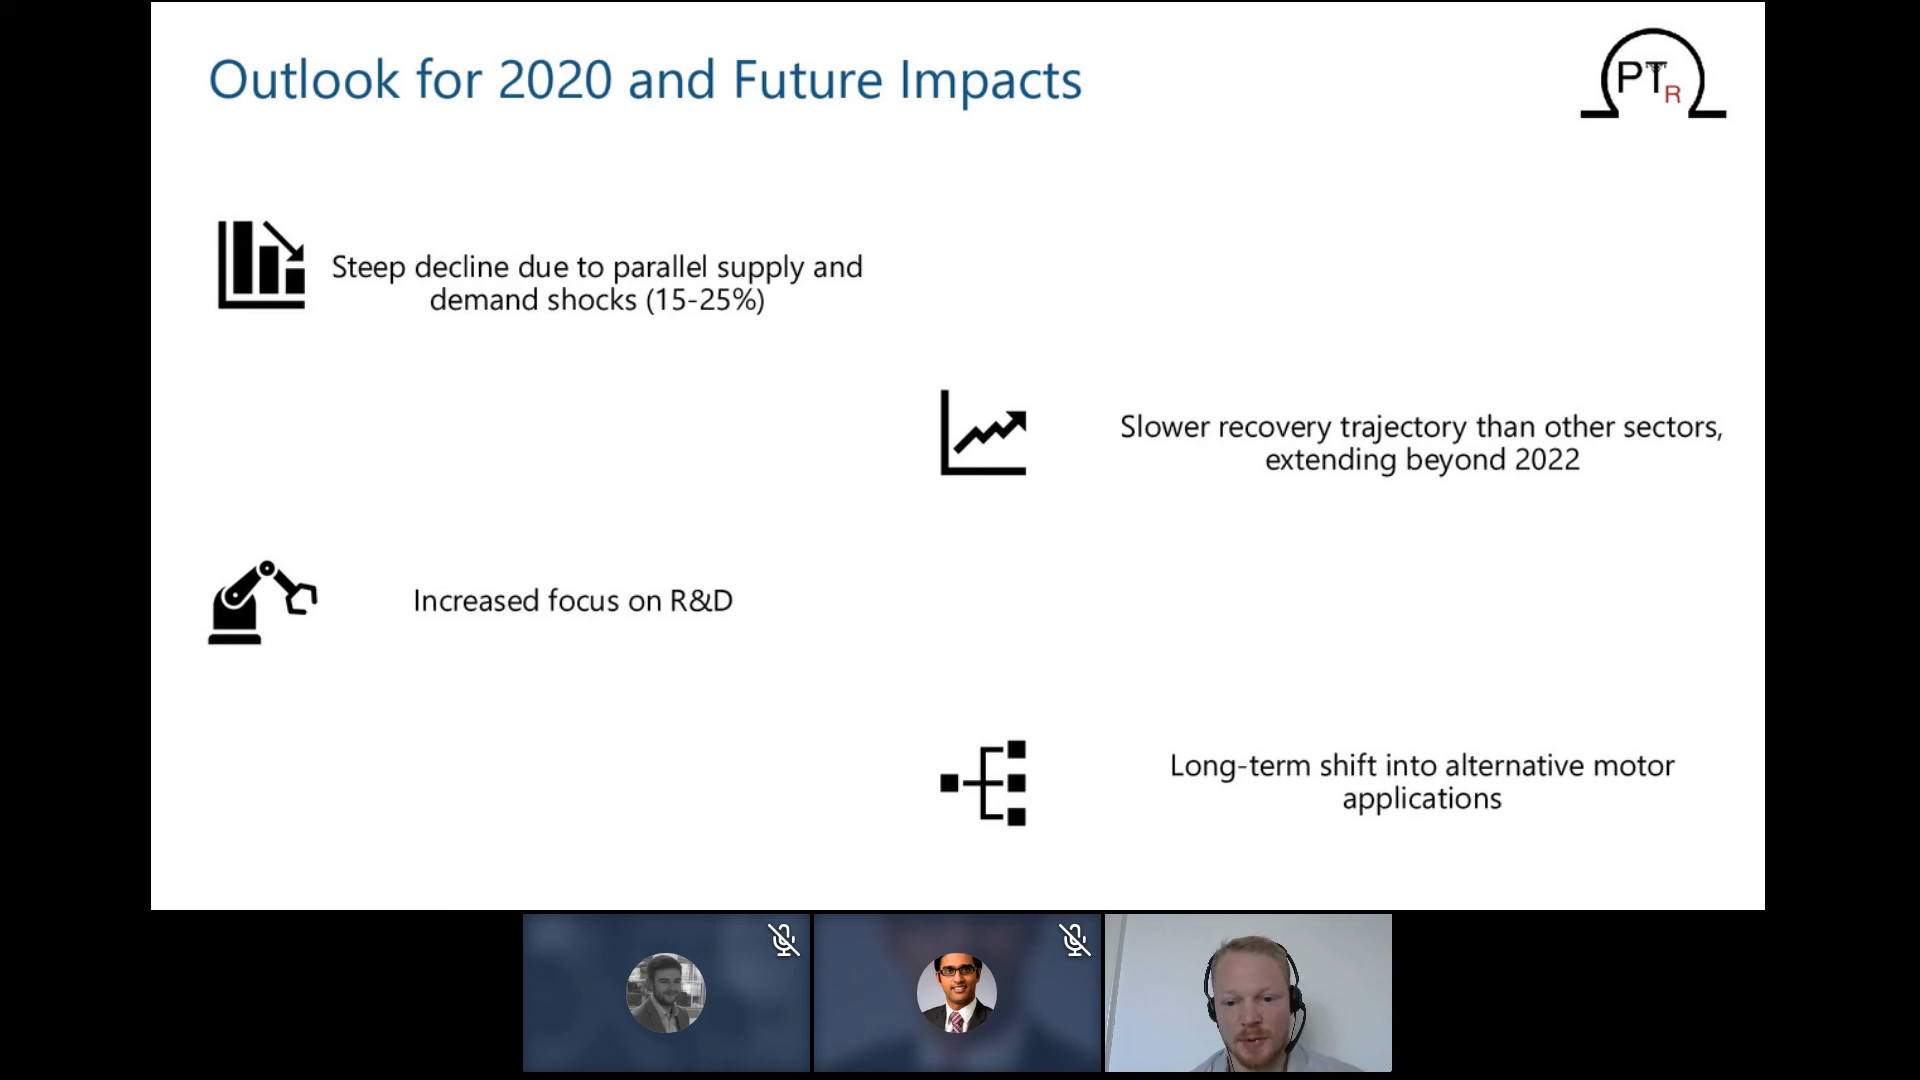 Outlook for 2020 and Future Impacts
PTR
Steep decline due to parallel supply and
demand shocks (15-25%)
Slower recovery trajectory than other sectors,
extending beyond 2022
Increased focus on R&D
Long-term shift into alternative motor
applications